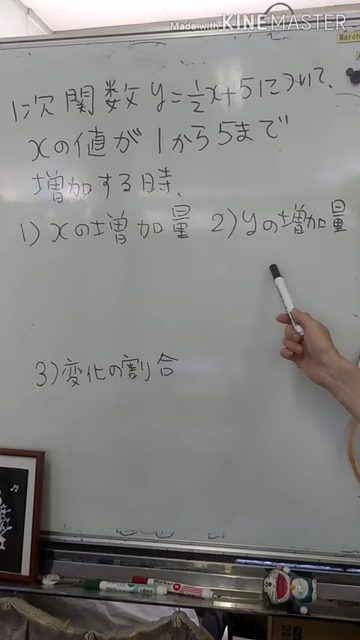 Made with KINEMASTER
March
1次関数 y=1/2x+5について、
xの値が1から5まで
増加する時、
1) xの増加量 2) yの増加量
3) 変化の割合